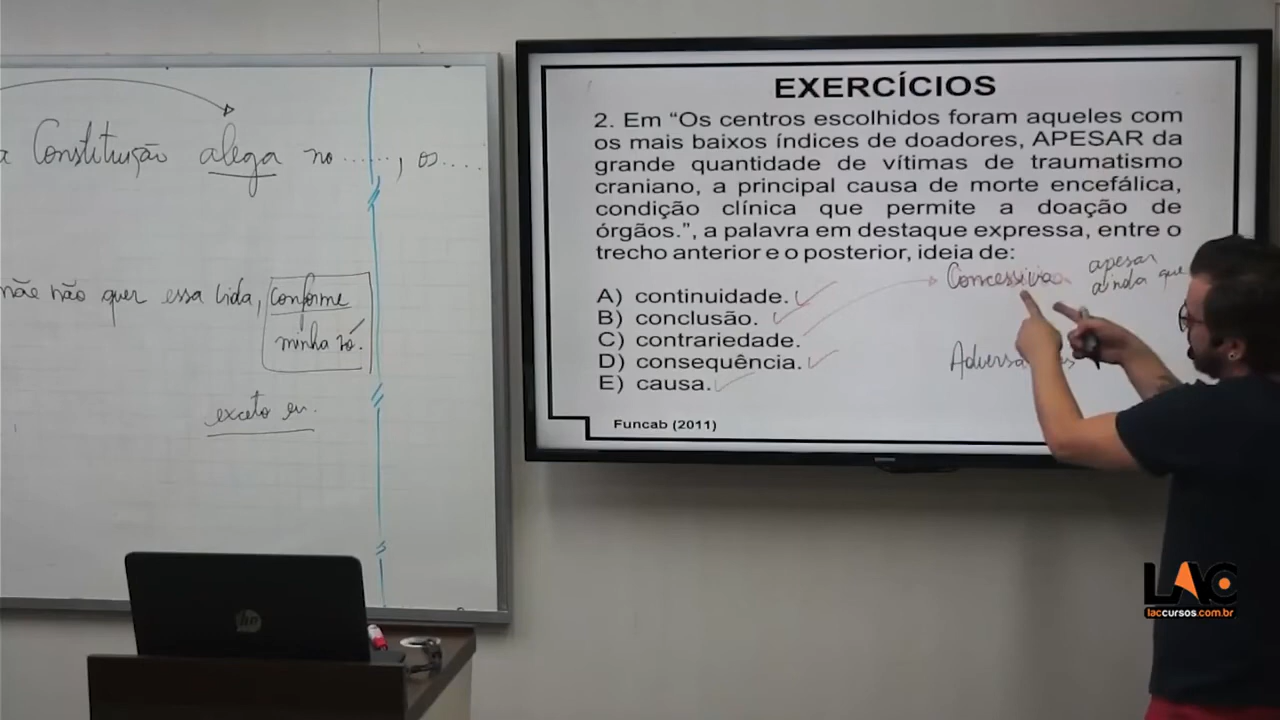 a Constituição alega no ......, os .....
mãe não quer essa vida, conforme
minha vó.
exceto eu.
EXERCÍCIOS
2. Em “Os centros escolhidos foram aqueles com
os mais baixos índices de doadores, APESAR da
grande quantidade de vítimas de traumatismo
craniano, a principal causa de morte encefálica,
condição clínica que permite a doação de
órgãos.”, a palavra em destaque expressa, entre o
trecho anterior e o posterior, ideia de:
A) continuidade.
B) conclusão.
C) contrariedade.
D) consequência.
E) causa.
Concessivas
apesar
ainda que
Funcab (2011)
hp
LAC
laccursos.com.br